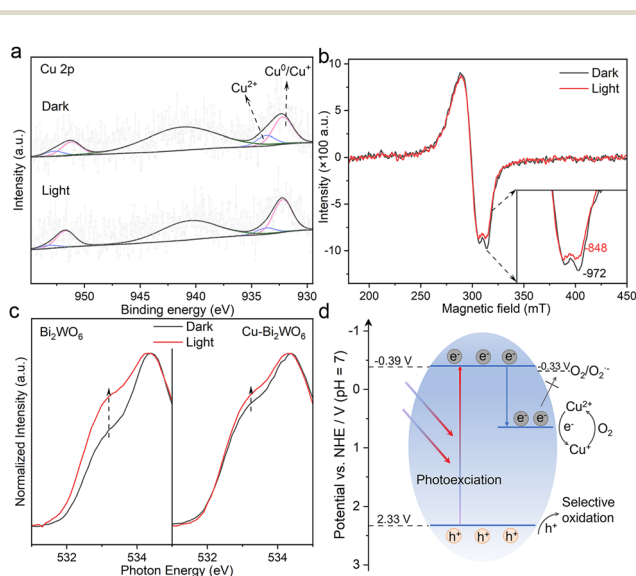 a
Cu 2p
Cu⁰/Cu⁺
Cu²⁺
Dark
Light
Intensity (a.u.)
950
945
940
935
930
Binding energy (eV)
b
Dark
Light
Intensity (×100 a.u.)
10
5
0
-5
-10
-848
-972
200
250
300
350
400
450
Magnetic field (mT)
c
Bi₂WO₆
Dark
Light
Cu-Bi₂WO₆
Normalized Intensity (a.u.)
532
534
532
534
Photon Energy (eV)
d
Potential vs. NHE / V (pH = 7)
-1
0
1
2
3
-0.39 V
e⁻ e⁻ e⁻
-0.33 V
O₂/O₂⁻•
e⁻ e⁻
Cu²⁺
e⁻
O₂
Cu⁺
Photoexciation
2.33 V
h⁺ h⁺ h⁺
Selective
oxidation
h⁺